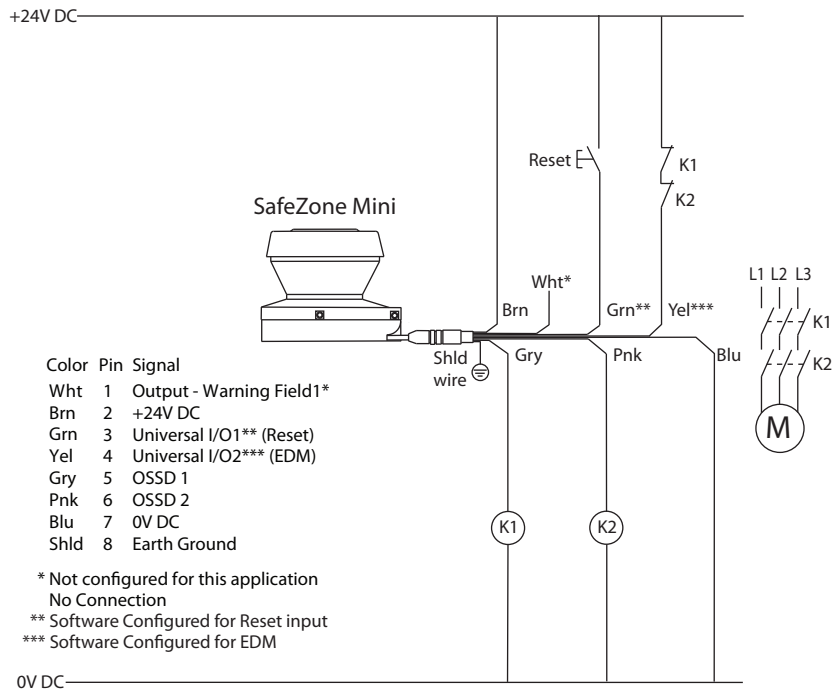 +24V DC
Reset
K1
K2
SafeZone Mini
L1 L2 L3
Wht*
Brn
Grn**
Yel***
K1
Shld
wire
Gry
Pnk
Blu
K2
Color Pin Signal
Wht 1 Output - Warning Field1*
Brn 2 +24V DC
Grn 3 Universal I/O1** (Reset)
Yel 4 Universal I/O2*** (EDM)
Gry 5 OSSD 1
Pnk 6 OSSD 2
Blu 7 0V DC
Shld 8 Earth Ground
M
K1
K2
* Not configured for this application
No Connection
** Software Configured for Reset input
*** Software Configured for EDM
0V DC